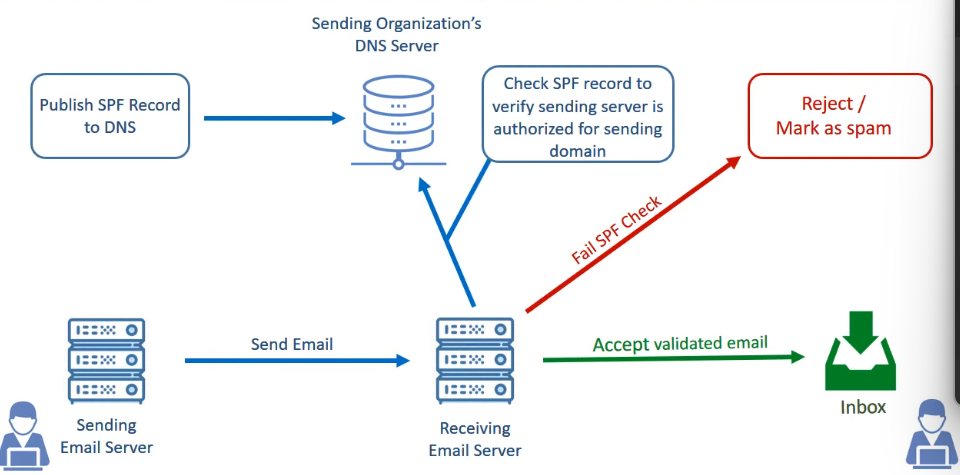 Sending Organization's
DNS Server
Publish SPF Record
to DNS
Check SPF record to
verify sending server is
authorized for sending
domain
Reject /
Mark as spam
Fail SPF Check
Send Email
Accept validated email
Sending
Email Server
Receiving
Email Server
Inbox